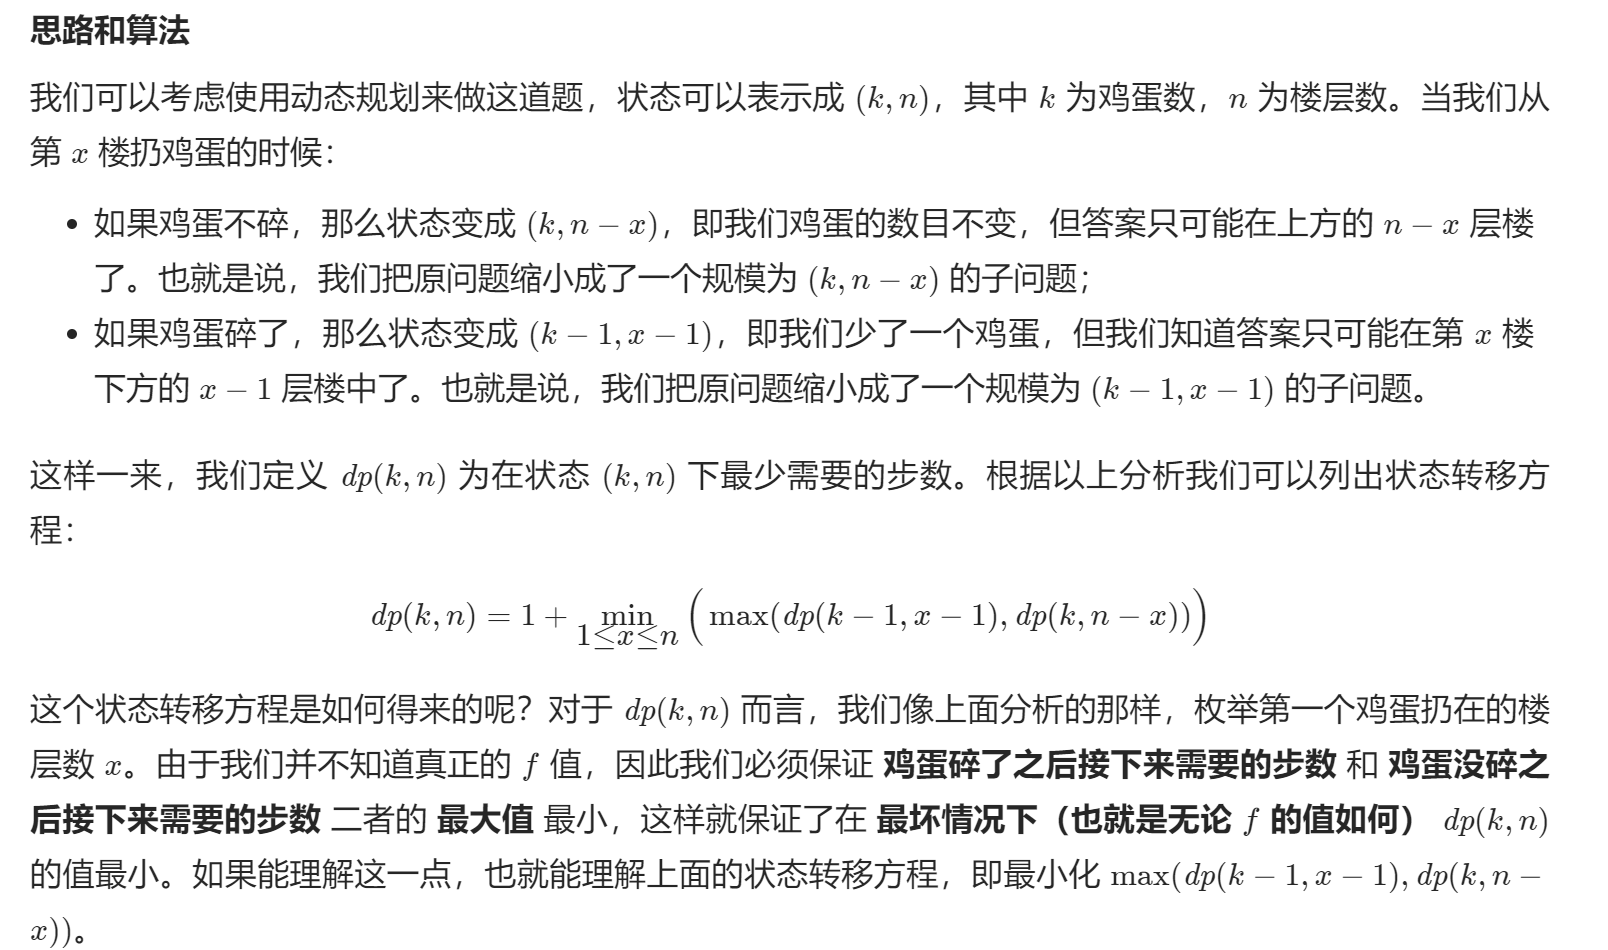 思路和算法
我们可以考虑使用动态规划来做这道题，状态可以表示成 (k, n)，其中 k 为鸡蛋数，n 为楼层数。当我们从
第 x 楼扔鸡蛋的时候：
• 如果鸡蛋不碎，那么状态变成 (k, n − x)，即我们鸡蛋的数目不变，但答案只可能在上方的 n − x 层楼
了。也就是说，我们把原问题缩小成了一个规模为 (k, n − x) 的子问题；
• 如果鸡蛋碎了，那么状态变成 (k − 1, x − 1)，即我们少了一个鸡蛋，但我们知道答案只可能在第 x 楼
下方的 x − 1 层楼中了。也就是说，我们把原问题缩小成了一个规模为 (k − 1, x − 1) 的子问题。
这样一来，我们定义 dp(k, n) 为在状态 (k, n) 下最少需要的步数。根据以上分析我们可以列出状态转移方
程：
dp(k, n) = 1 + min 1≤x≤n (max(dp(k − 1, x − 1), dp(k, n − x)))
这个状态转移方程是如何得来的呢？对于 dp(k, n) 而言，我们像上面分析的那样，枚举第一个鸡蛋扔在的楼
层数 x。由于我们并不知道真正的 f 值，因此我们必须保证 鸡蛋碎了之后接下来需要的步数 和 鸡蛋没碎之
后接下来需要的步数 二者的 最大值 最小，这样就保证了在 最坏情况下（也就是无论 f 的值如何） dp(k, n)
的值最小。如果能理解这一点，也就能理解上面的状态转移方程，即最小化 max(dp(k − 1, x − 1), dp(k, n −
x))。